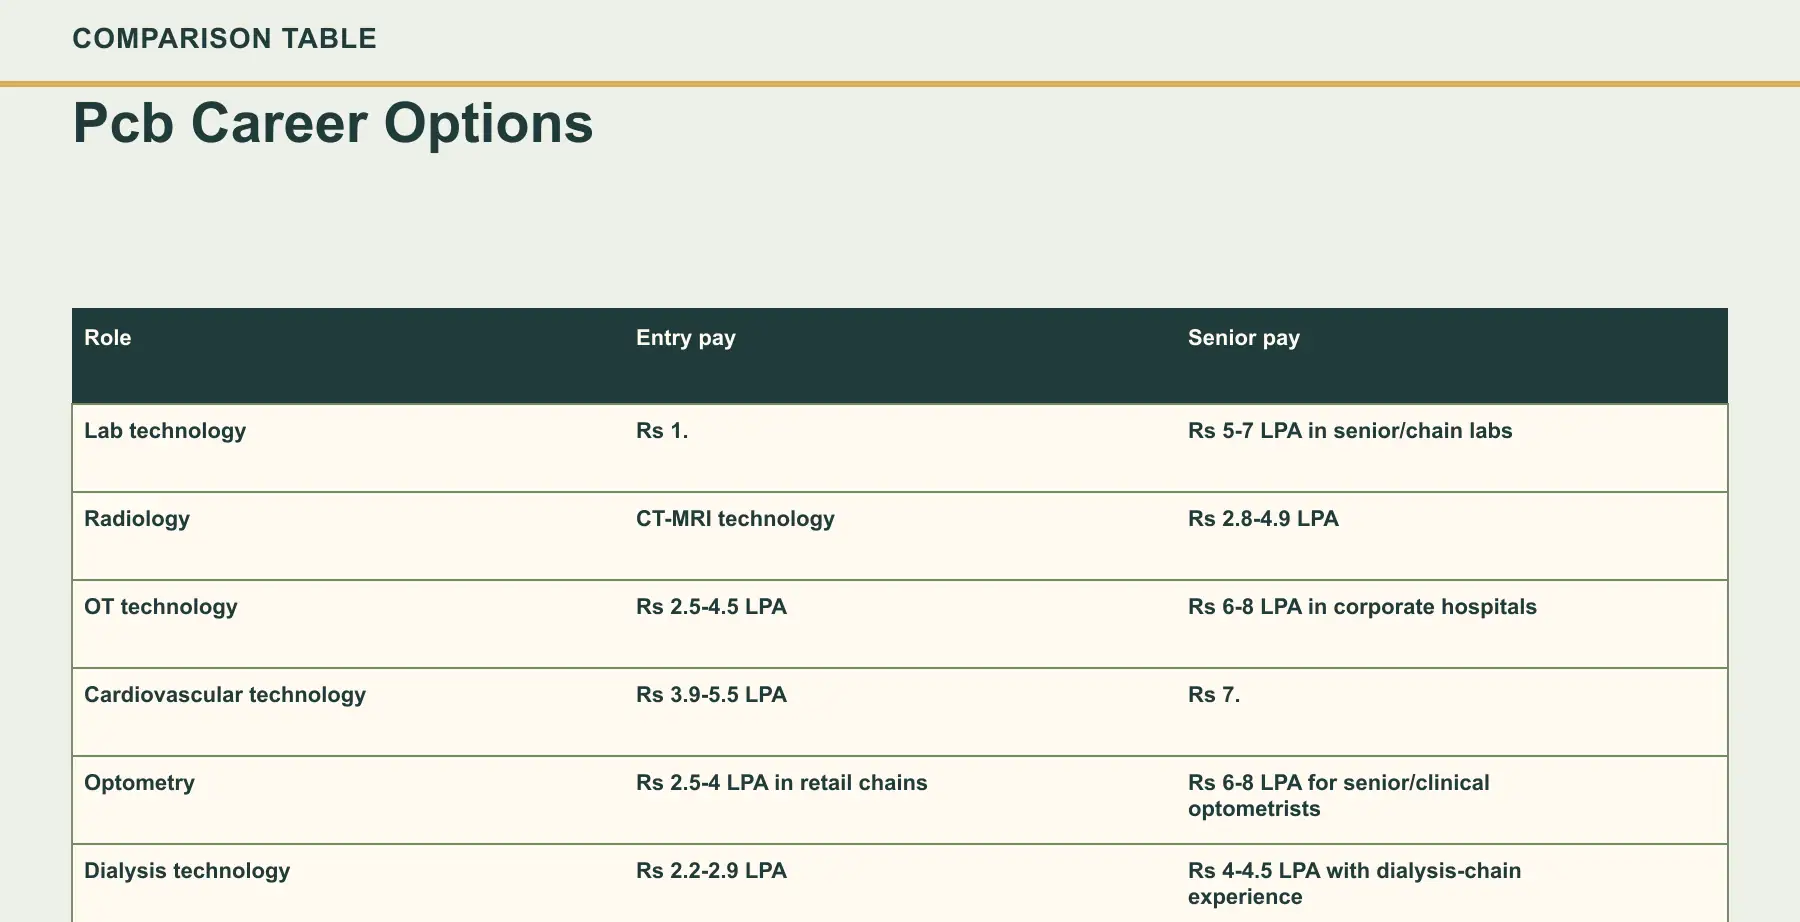 COMPARISON TABLE
Pcb Career Options
Role Entry pay Senior pay
Lab technology Rs 1. Rs 5-7 LPA in senior/chain labs
Radiology CT-MRI technology Rs 2.8-4.9 LPA
OT technology Rs 2.5-4.5 LPA Rs 6-8 LPA in corporate hospitals
Cardiovascular technology Rs 3.9-5.5 LPA Rs 7.
Optometry Rs 2.5-4 LPA in retail chains Rs 6-8 LPA for senior/clinical
optometrists
Dialysis technology Rs 2.2-2.9 LPA Rs 4-4.5 LPA with dialysis-chain
experience